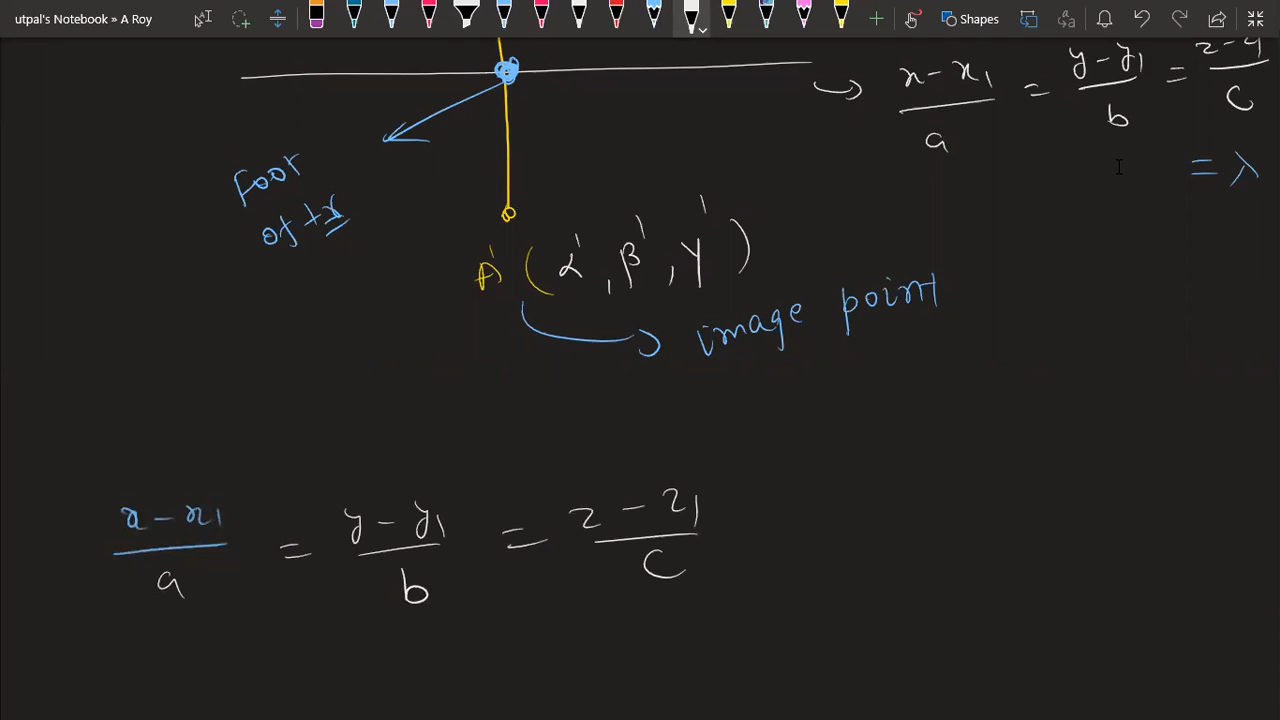 utpal's Notebook » A Roy
Shapes
x - x1 / a = y - y1 / b = z - z1 / c
= λ
Foot
of ⊥r
A' (α', β', γ')
image point
x - x1 / a = y - y1 / b = z - z1 / c